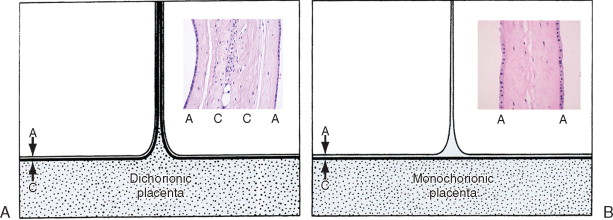 A C C A
A
C
Dichorionic
placenta
A
A A
A
C
Monochorionic
placenta
B